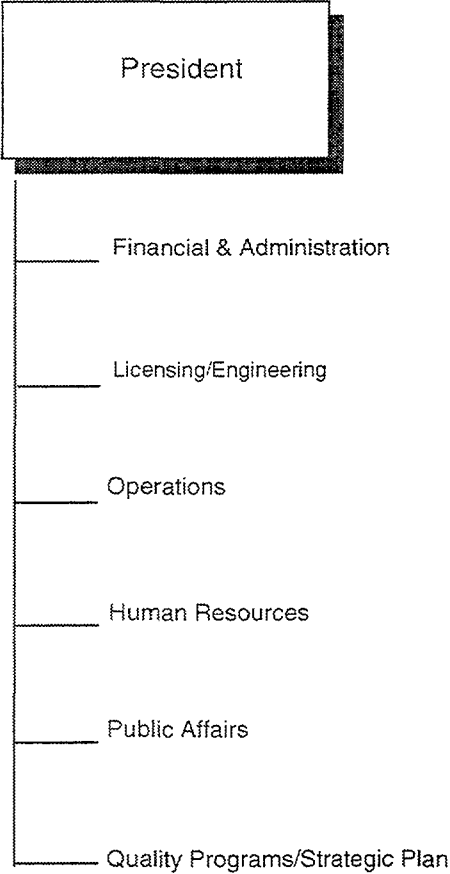 President
Financial & Administration
Licensing/Engineering
Operations
Human Resources
Public Affairs
Quality Programs/Strategic Plan